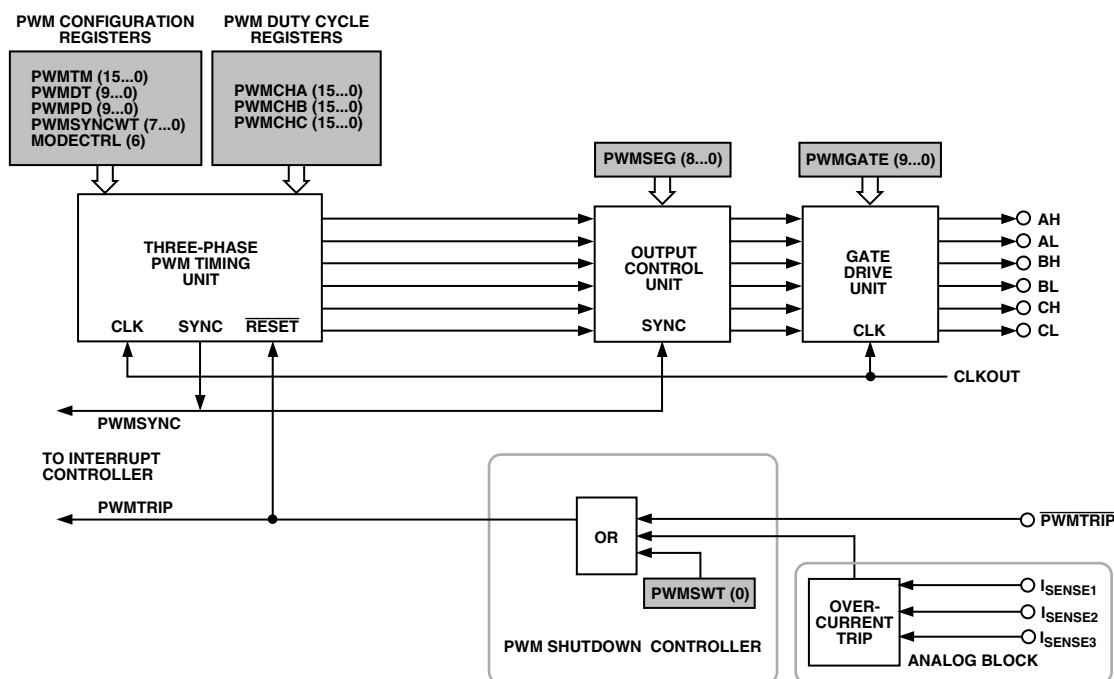 PWM CONFIGURATION
REGISTERS
PWM DUTY CYCLE
REGISTERS
PWMTM (15...0)
PWMDT (9...0)
PWMPD (9...0)
PWMSYNCWT (7...0)
MODECTRL (6)
PWMCHA (15...0)
PWMCHB (15...0)
PWMCHC (15...0)
PWMSEG (8...0)
PWMGATE (9...0)
THREE-PHASE
PWM TIMING
UNIT
CLK
SYNC
RESET
OUTPUT
CONTROL
UNIT
SYNC
GATE
DRIVE
UNIT
CLK
AH
AL
BH
BL
CH
CL
CLKOUT
PWMSYNC
TO INTERRUPT
CONTROLLER
PWMTRIP
OR
PWMTRIP
PWMSWT (0)
PWM SHUTDOWN CONTROLLER
OVER-
CURRENT
TRIP
ISENSE1
ISENSE2
ISENSE3
ANALOG BLOCK